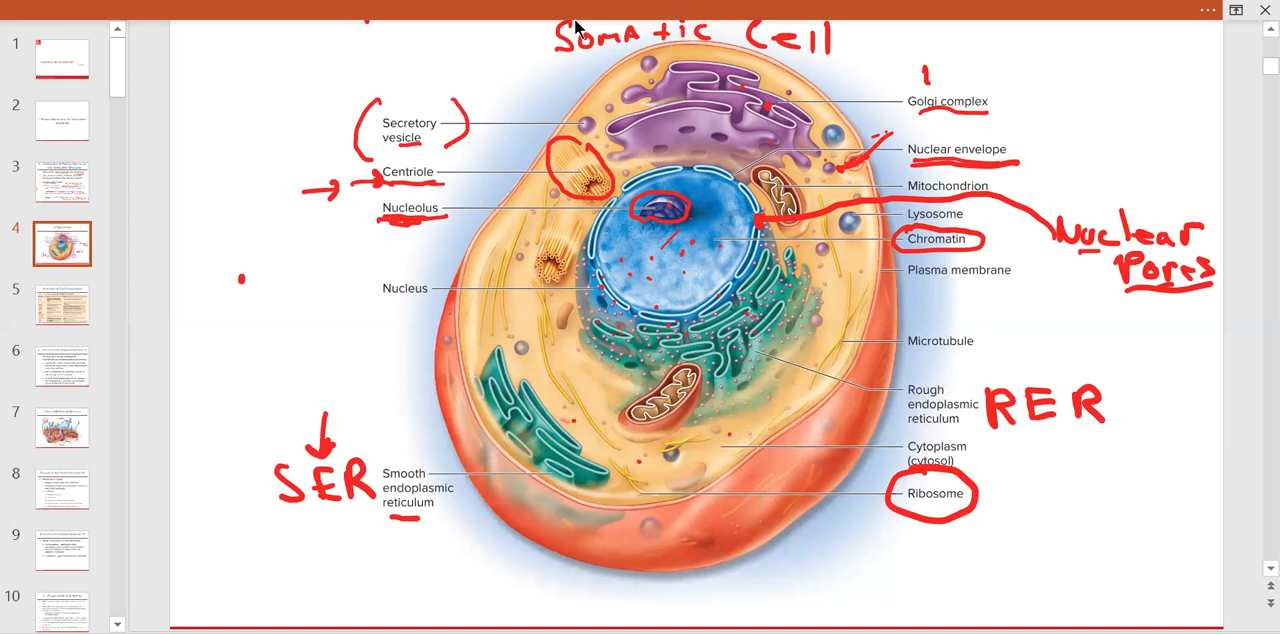 Somatic Cell
Secretory
vesicle
Centriole
Nucleolus
Nucleus
SER
Smooth
endoplasmic
reticulum
Golgi complex
Nuclear envelope
Mitochondrion
Lysosome
Chromatin
Plasma membrane
Nuclear
Pores
Microtubule
Rough
endoplasmic
reticulum
RER
Cytoplasm
(cytosol)
Ribosome
1
2
3
4
5
6
7
8
9
10